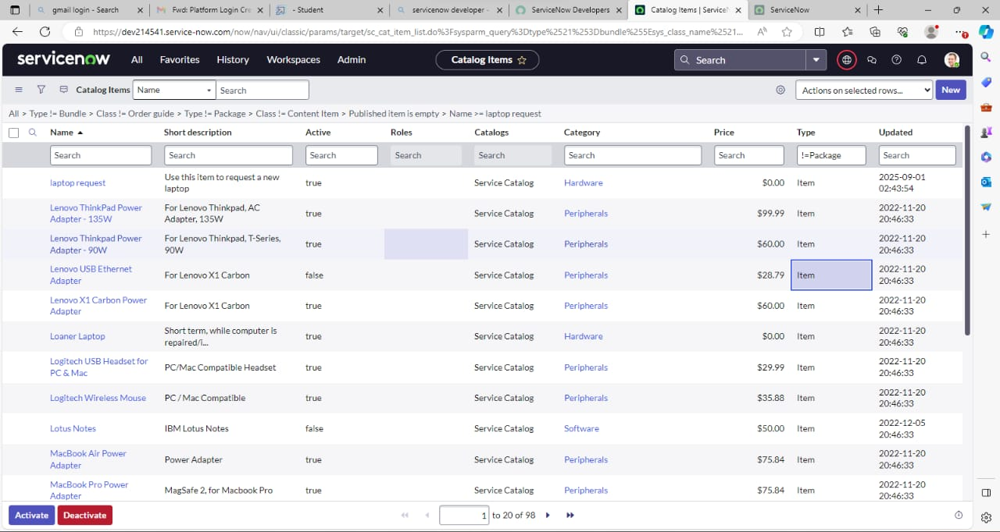 gmail login - Search
Fwd: Platform Login Cre
- Student
servicenow developer -
ServiceNow Developers
Catalog Items | ServiceN
ServiceNow
https://dev214541.service-now.com/now/nav/ui/classic/params/target/sc_cat_item_list.do%3Fsysparm_query%3Dtype%2521%253Dbundle%255Esys_class_name%2521...
servicenow All Favorites History Workspaces Admin Catalog Items Search
Catalog Items Name Search Actions on selected rows... New
All > Type != Bundle > Class != Order guide > Type != Package > Class != Content Item > Published item is empty > Name >= laptop request
Name Short description Active Roles Catalogs Category Price Type Updated
Search Search Search Search Search Search Search !=Package Search
laptop request Use this item to request a new laptop true Service Catalog Hardware $0.00 Item 2025-09-01 02:43:54
Lenovo ThinkPad Power Adapter - 135W For Lenovo Thinkpad, AC Adapter, 135W true Service Catalog Peripherals $99.99 Item 2022-11-20 20:46:33
Lenovo Thinkpad Power Adapter - 90W For Lenovo Thinkpad, T-Series, 90W true Service Catalog Peripherals $60.00 Item 2022-11-20 20:46:33
Lenovo USB Ethernet Adapter For Lenovo X1 Carbon false Service Catalog Peripherals $28.79 Item 2022-11-20 20:46:33
Lenovo X1 Carbon Power Adapter For Lenovo X1 Carbon true Service Catalog Peripherals $60.00 Item 2022-11-20 20:46:33
Loaner Laptop Short term, while computer is repaired/i... true Service Catalog Hardware $0.00 Item 2022-11-20 20:46:33
Logitech USB Headset for PC & Mac PC/Mac Compatible Headset true Service Catalog Peripherals $29.99 Item 2022-11-20 20:46:33
Logitech Wireless Mouse PC / Mac Compatible true Service Catalog Peripherals $35.88 Item 2022-11-20 20:46:33
Lotus Notes IBM Lotus Notes false Service Catalog Software $50.00 Item 2022-12-05 20:46:33
MacBook Air Power Adapter Power Adapter true Service Catalog Peripherals $75.84 Item 2022-11-20 20:46:33
MacBook Pro Power Adapter MagSafe 2, for Macbook Pro true Service Catalog Peripherals $75.84 Item 2022-11-20 20:46:33
Activate Deactivate 1 to 20 of 98